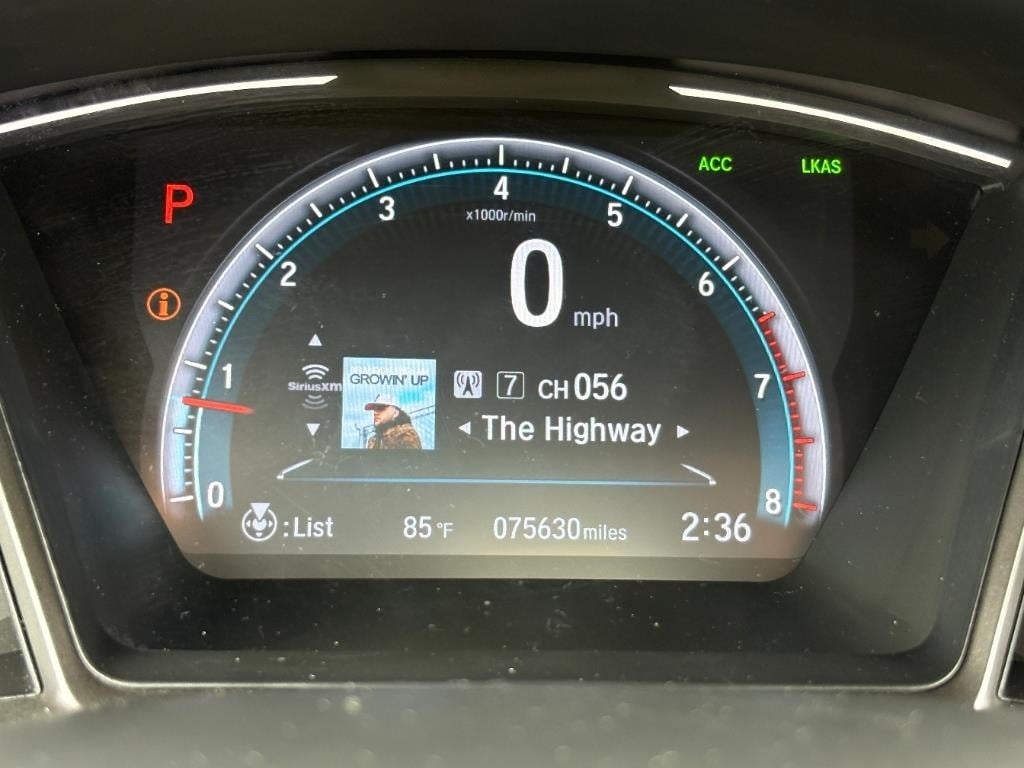 ACC LKAS
P
0 1 2 3 4 5 6 7 8
x1000r/min
0 mph
i
SiriusXM
GROWIN' UP
7 CH 056
The Highway
:List 85°F 075630 miles 2:36